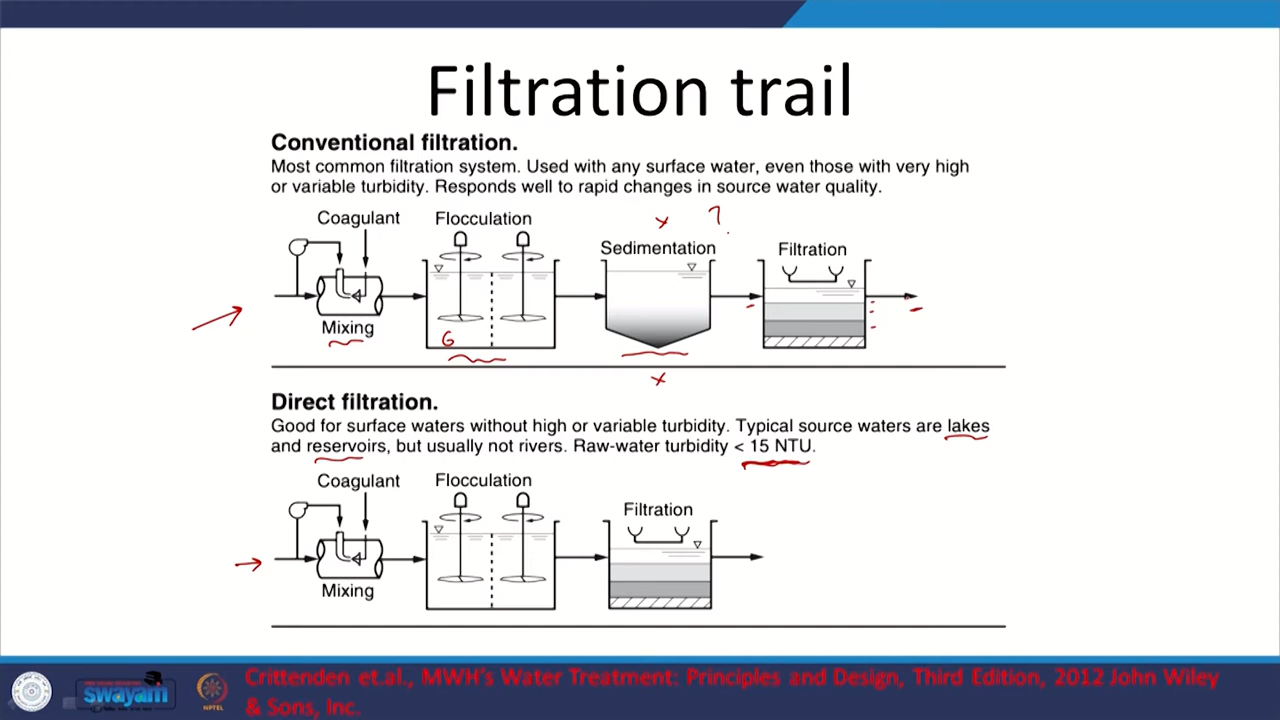 Filtration trail
Conventional filtration.
Most common filtration system. Used with any surface water, even those with very high
or variable turbidity. Responds well to rapid changes in source water quality.
Coagulant
Flocculation
x ?
Sedimentation
Filtration
Mixing
G
x
Direct filtration.
Good for surface waters without high or variable turbidity. Typical source waters are lakes
and reservoirs, but usually not rivers. Raw-water turbidity < 15 NTU.
Coagulant
Flocculation
Filtration
Mixing
Crittenden et.al., MWH's Water Treatment: Principles and Design, Third Edition, 2012 John Wiley
& Sons, Inc.
swayam
NPTEL